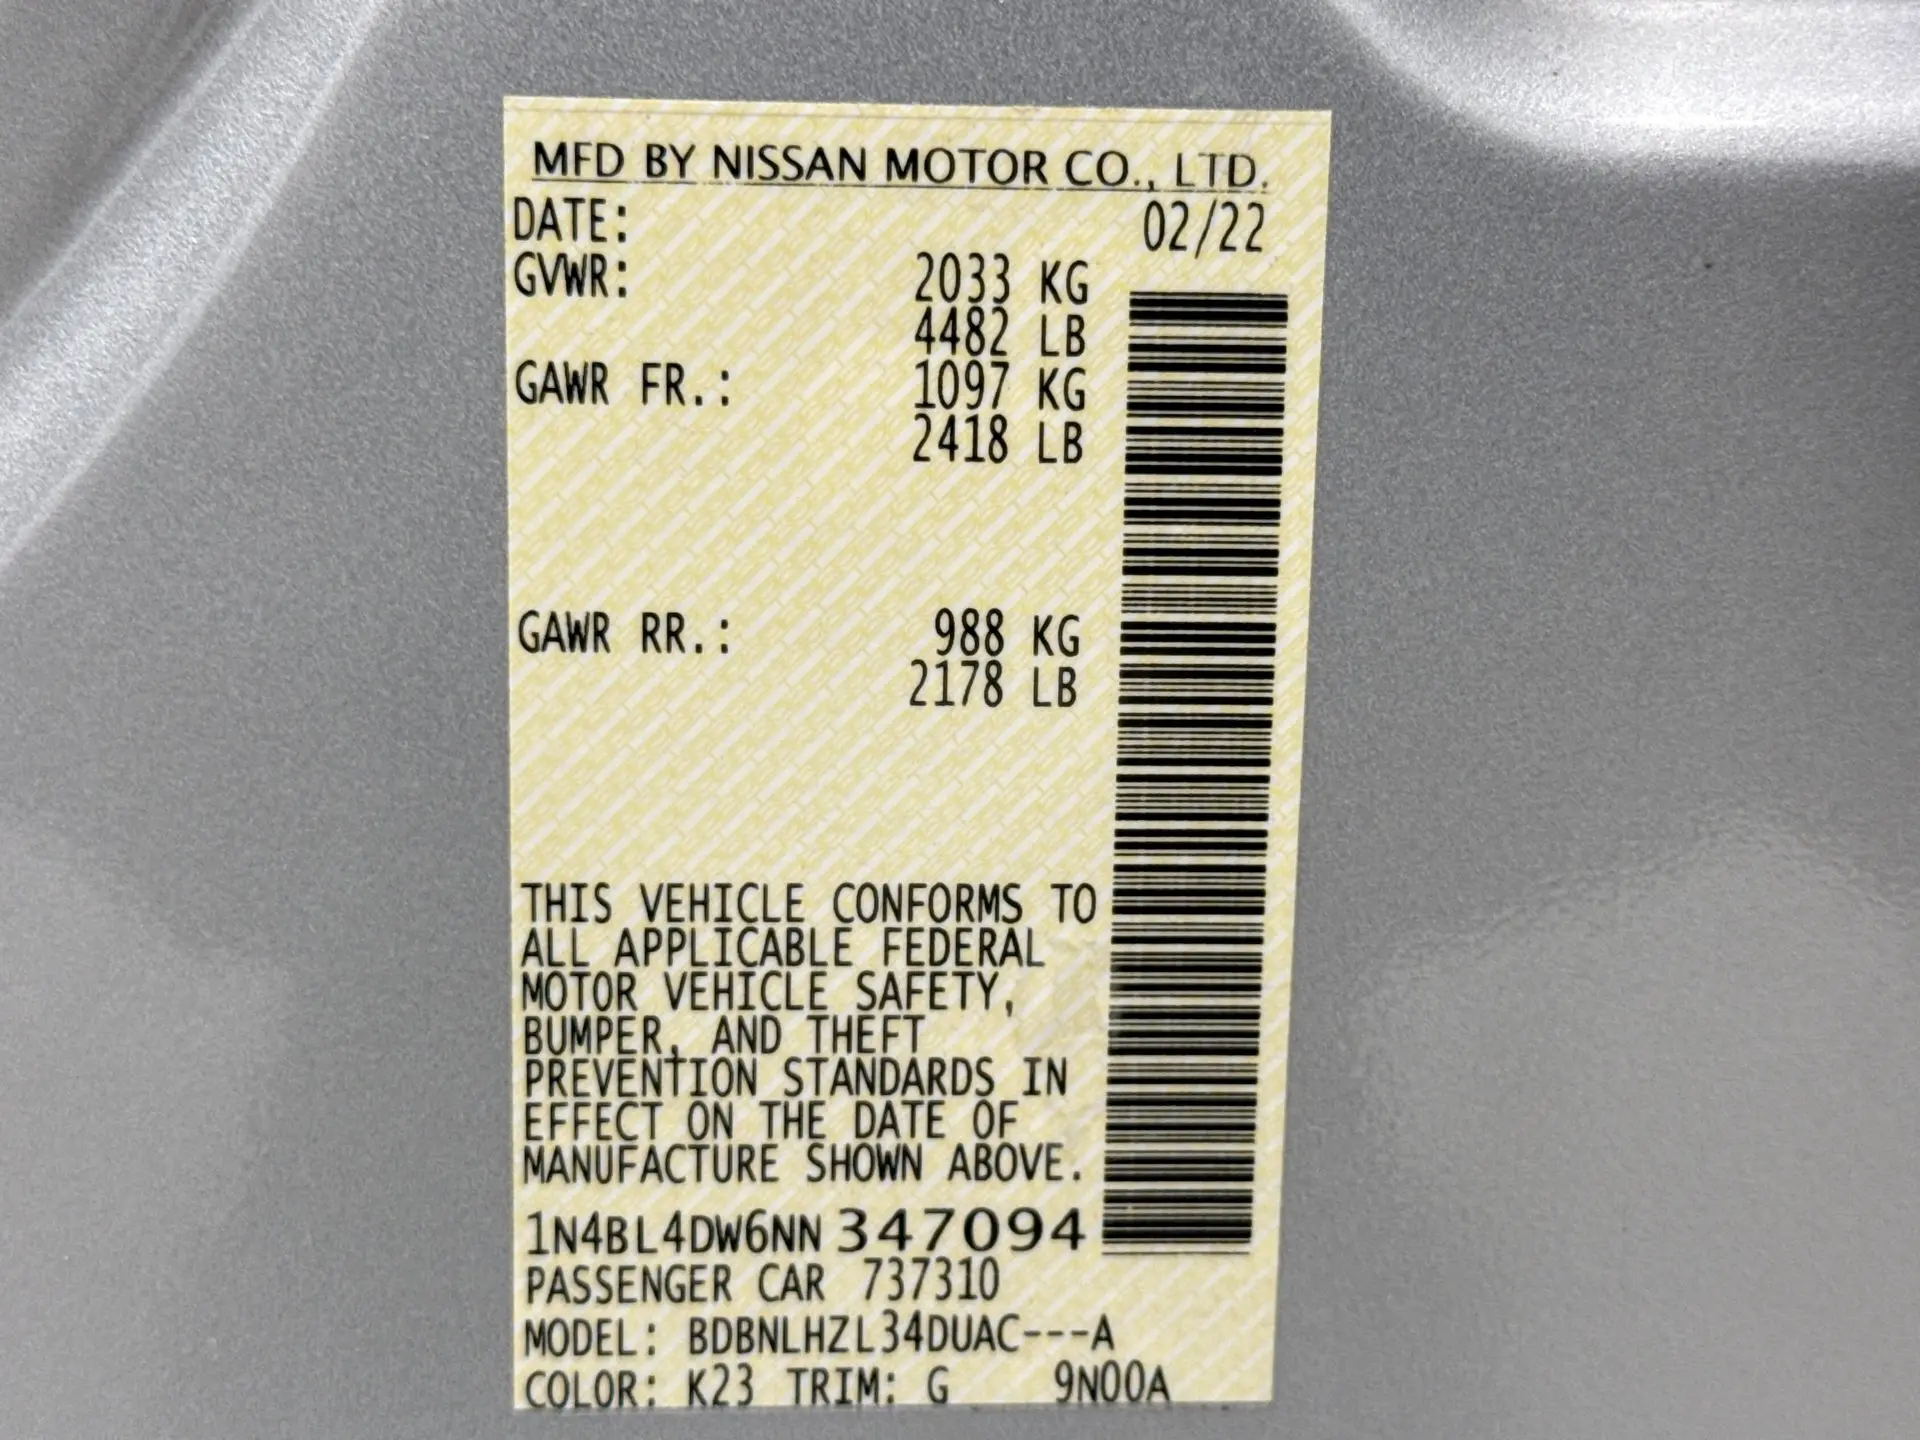 MFD BY NISSAN MOTOR CO., LTD.
DATE: 02/22
GVWR: 2033 KG
4482 LB
GAWR FR.: 1097 KG
2418 LB
GAWR RR.: 988 KG
2178 LB
THIS VEHICLE CONFORMS TO
ALL APPLICABLE FEDERAL
MOTOR VEHICLE SAFETY,
BUMPER, AND THEFT
PREVENTION STANDARDS IN
EFFECT ON THE DATE OF
MANUFACTURE SHOWN ABOVE.
1N4BL4DW6NN347094
PASSENGER CAR 737310
MODEL: BDBNLHZL34DUAC---A
COLOR: K23 TRIM: G 9N00A